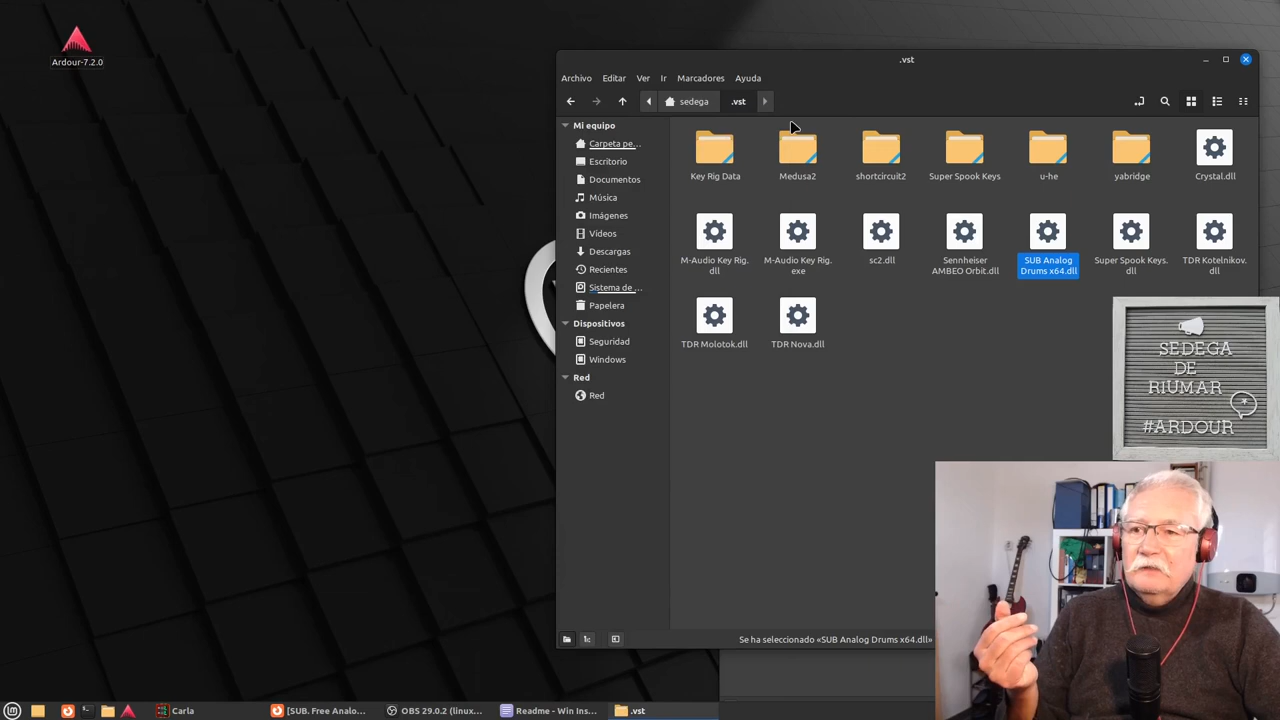 Ardour-7.2.0
.vst
Archivo Editar Ver Ir Marcadores Ayuda
sedega .vst
Mi equipo
Carpeta pe...
Escritorio
Documentos
Música
Imágenes
Vídeos
Descargas
Recientes
Sistema de ...
Papelera
Dispositivos
Seguridad
Windows
Red
Red
Key Rig Data
Medusa2
shortcircuit2
Super Spook Keys
u-he
yabridge
Crystal.dll
M-Audio Key Rig.
dll
M-Audio Key Rig.
exe
sc2.dll
Sennheiser
AMBEO Orbit.dll
SUB Analog
Drums x64.dll
Super Spook Keys.
dll
TDR Kotelnikov.
dll
TDR Molotok.dll
TDR Nova.dll
SEDEGA
DE
RIUMAR
#ARDOUR
Se ha seleccionado «SUB Analog Drums x64.dll»
Carla
[SUB. Free Analo...
OBS 29.0.2 (linux...
Readme - Win Ins...
.vst